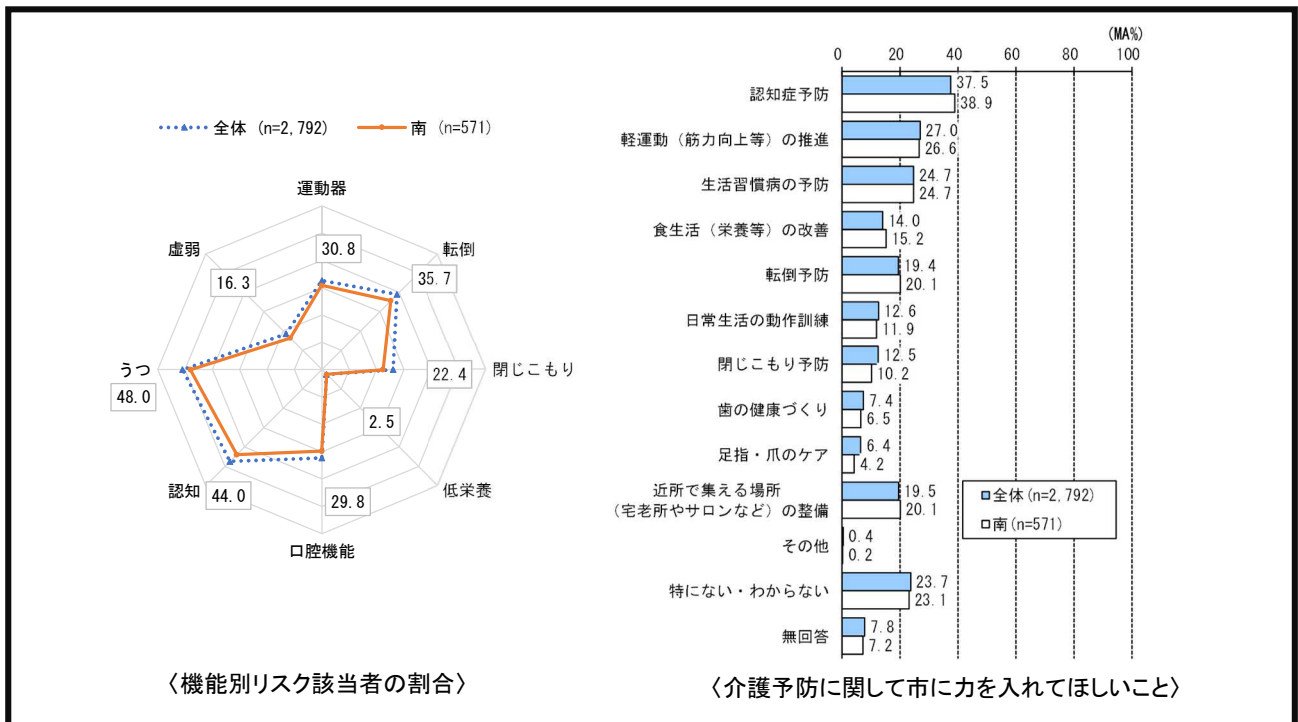 全体 (n=2,792)
南 (n=571)
運動器
30.8
転倒
35.7
閉じこもり
22.4
低栄養
2.5
口腔機能
29.8
認知
44.0
うつ
48.0
虚弱
16.3
〈機能別リスク該当者の割合〉
(MA%)
0 20 40 60 80 100
認知症予防
37.5
38.9
軽運動（筋力向上等）の推進
27.0
26.6
生活習慣病の予防
24.7
24.7
食生活（栄養等）の改善
14.0
15.2
転倒予防
19.4
20.1
日常生活の動作訓練
12.6
11.9
閉じこもり予防
12.5
10.2
歯の健康づくり
7.4
6.5
足指・爪のケア
6.4
4.2
近所で集える場所
（宅老所やサロンなど）の整備
19.5
20.1
その他
0.4
0.2
特にない・わからない
23.7
23.1
無回答
7.8
7.2
全体(n=2,792)
南(n=571)
〈介護予防に関して市に力を入れてほしいこと〉